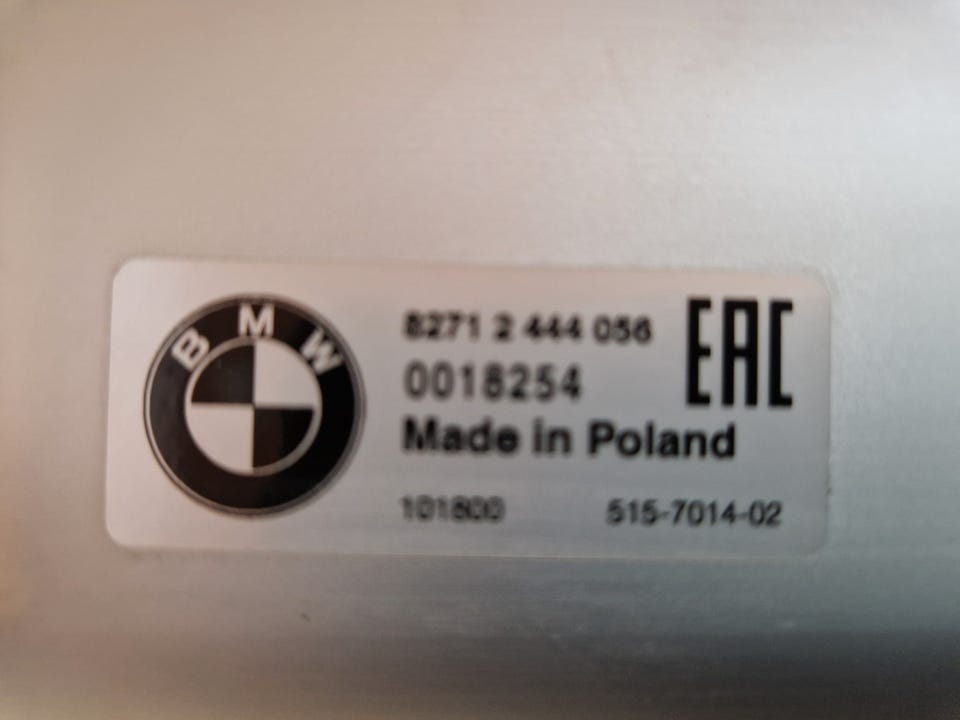 BMW
8271 2 444 056
EAC
0018254
Made in Poland
101800 515-7014-02